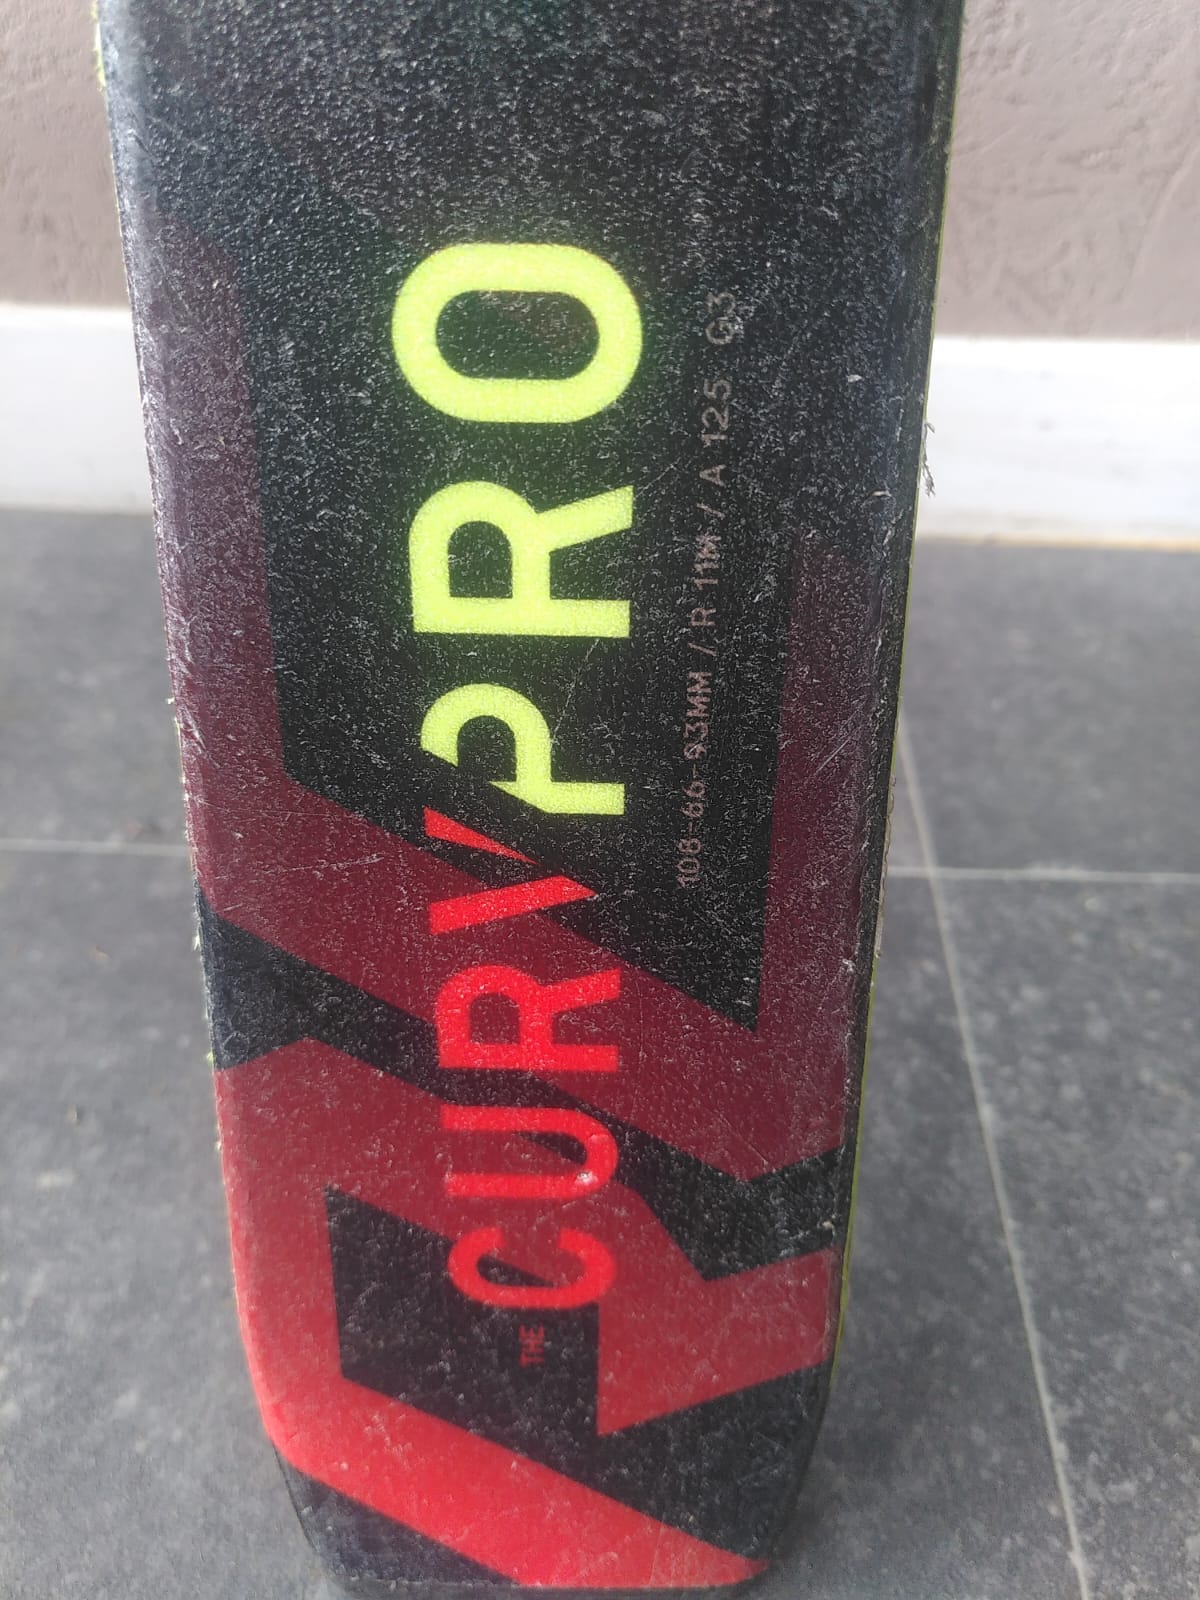 THE CURV PRO
108-66-93MM / R 11M / A 125 G3